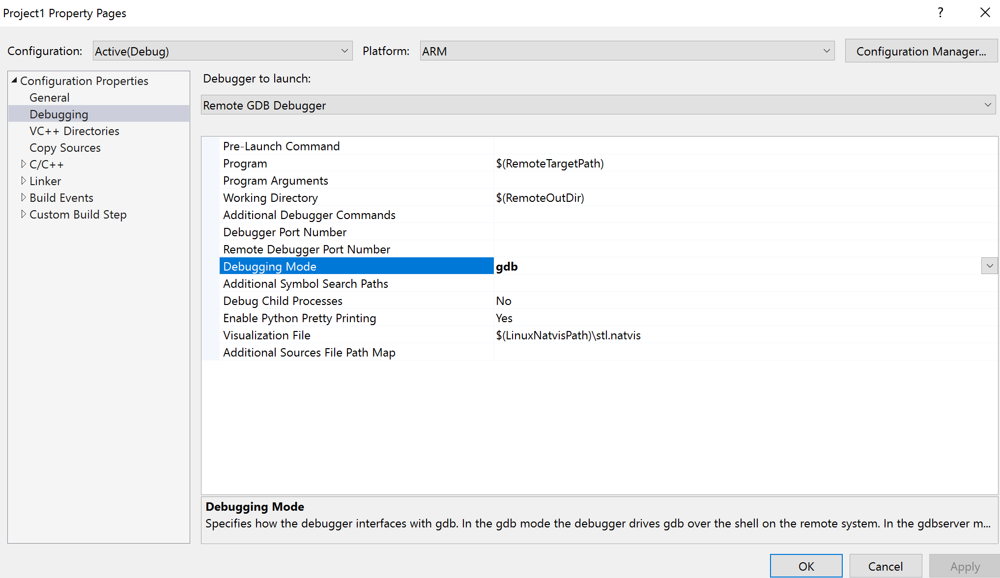 Project1 Property Pages
?
Configuration: Active(Debug) Platform: ARM Configuration Manager...
Configuration Properties
General
Debugging
VC++ Directories
Copy Sources
C/C++
Linker
Build Events
Custom Build Step
Debugger to launch:
Remote GDB Debugger
Pre-Launch Command
Program $(RemoteTargetPath)
Program Arguments
Working Directory $(RemoteOutDir)
Additional Debugger Commands
Debugger Port Number
Remote Debugger Port Number
Debugging Mode gdb
Additional Symbol Search Paths
Debug Child Processes No
Enable Python Pretty Printing Yes
Visualization File $(LinuxNatvisPath)\stl.natvis
Additional Sources File Path Map
Debugging Mode
Specifies how the debugger interfaces with gdb. In the gdb mode the debugger drives gdb over the shell on the remote system. In the gdbserver m...
OK Cancel Apply